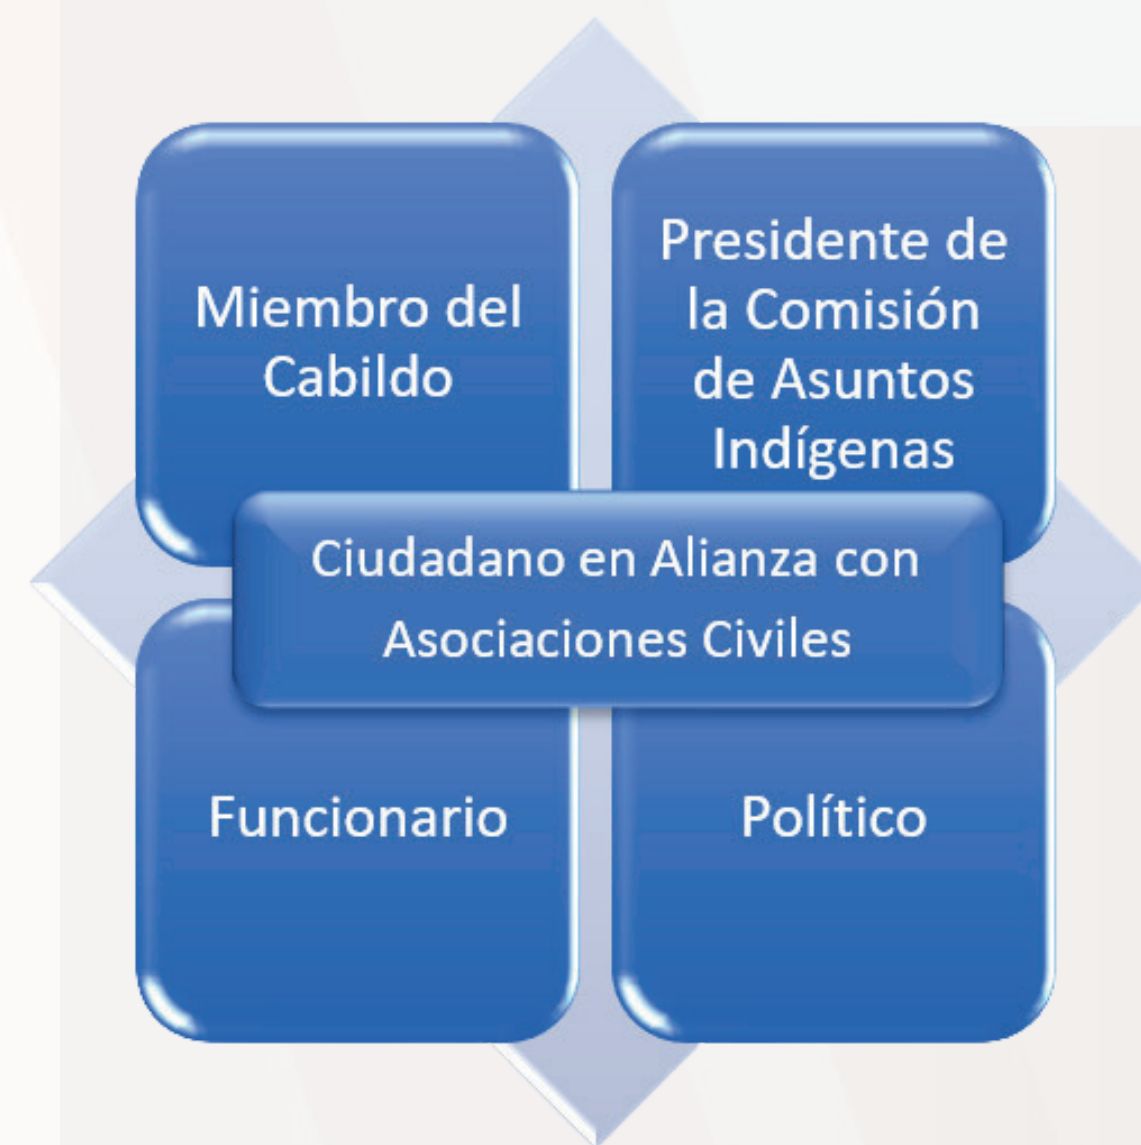 Miembro del
Cabildo
Presidente de
la Comisión
de Asuntos
Indígenas
Ciudadano en Alianza con
Asociaciones Civiles
Funcionario
Político